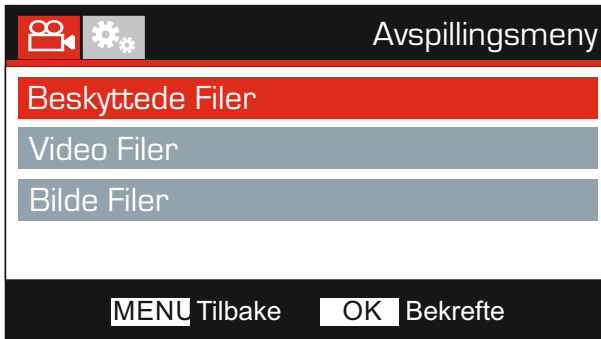 Avspillingsmeny
Beskyttede Filer
Video Filer
Bilde Filer
MENU Tilbake OK Bekrefte